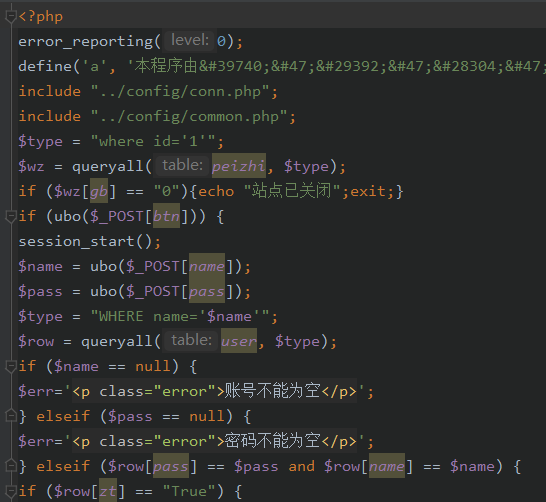 <?php
error_reporting( level: 0);
define('a', '本程序由&#39740;&#47;&#29392;&#47;&#28304;&#47;
include "../config/conn.php";
include "../config/common.php";
$type = "where id='1'";
$wz = queryall( table: peizhi, $type);
if ($wz[gb] == "0"){echo "站点已关闭";exit;}
if (ubo($_POST[btn])) {
session_start();
$name = ubo($_POST[name]);
$pass = ubo($_POST[pass]);
$type = "WHERE name='$name'";
$row = queryall( table: user, $type);
if ($name == null) {
$err='<p class="error">账号不能为空</p>';
} elseif ($pass == null) {
$err='<p class="error">密码不能为空</p>';
} elseif ($row[pass] == $pass and $row[name] == $name) {
if ($row[zt] == "True") {